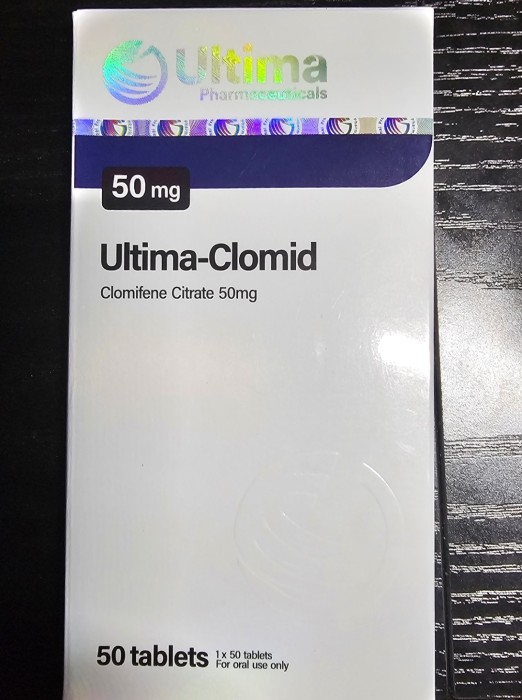 Ultima
Pharmaceuticals
50 mg
Ultima-Clomid
Clomifene Citrate 50mg
50 tablets
1 x 50 tablets
For oral use only